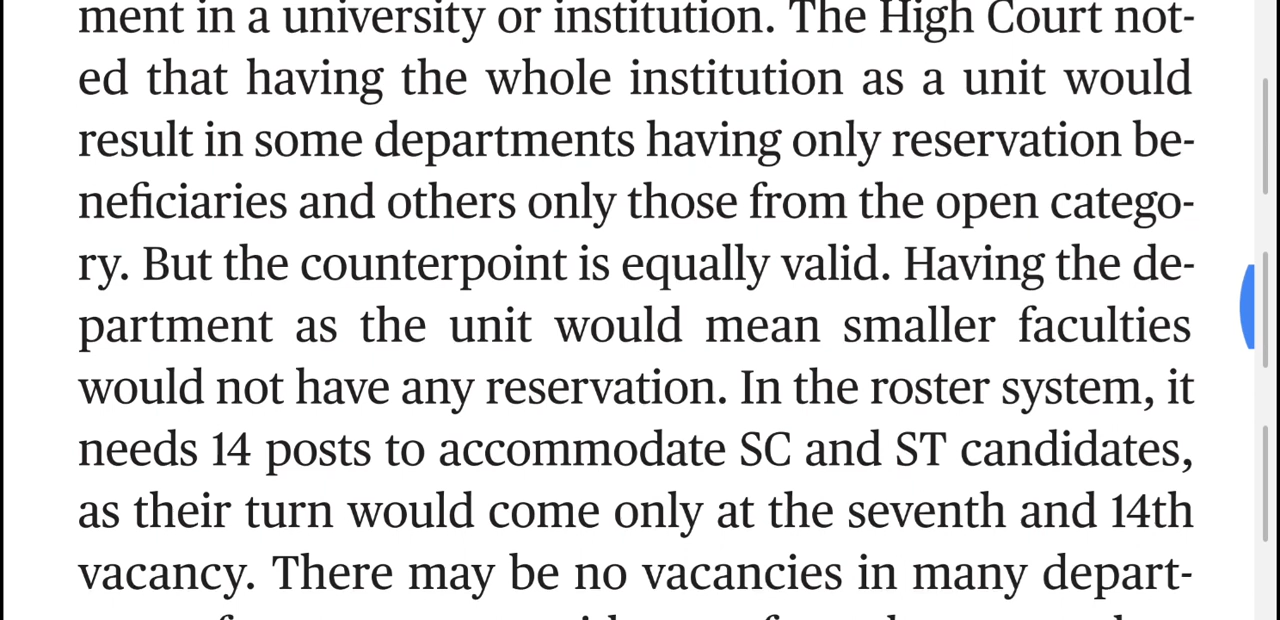 ment in a university or institution. The High Court not-
ed that having the whole institution as a unit would
result in some departments having only reservation be-
neficiaries and others only those from the open catego-
ry. But the counterpoint is equally valid. Having the de-
partment as the unit would mean smaller faculties
would not have any reservation. In the roster system, it
needs 14 posts to accommodate SC and ST candidates,
as their turn would come only at the seventh and 14th
vacancy. There may be no vacancies in many depart-